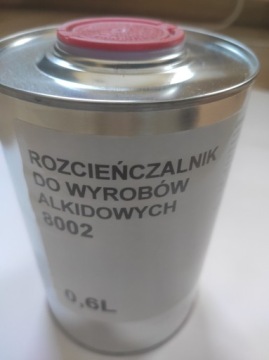 ROZCIEŃCZALNIK
DO WYROBÓW
ALKIDOWYCH
8002
0,6L